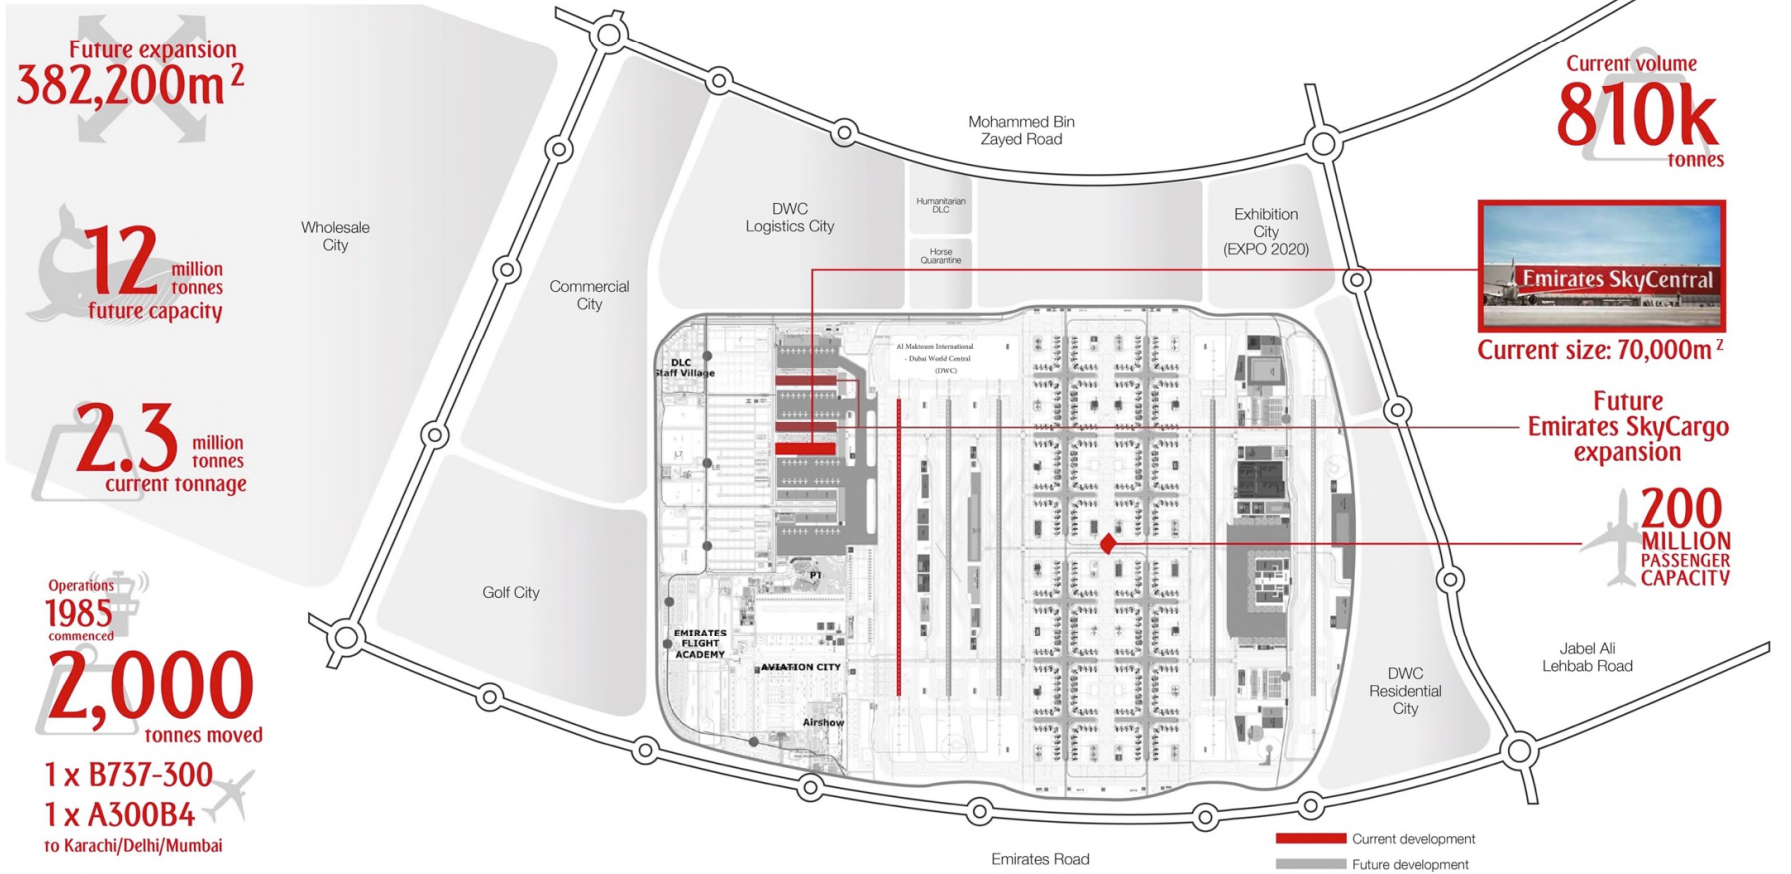 Future expansion
382,200m²
12
million
tonnes
future capacity
2.3
million
tonnes
current tonnage
Operations
1985
commenced
2,000
tonnes moved
1 x B737-300
1 x A300B4
to Karachi/Delhi/Mumbai
Wholesale
City
Commercial
City
Golf City
DWC
Logistics City
Humanitarian
DLC
Horse
Quarantine
Mohammed Bin
Zayed Road
Exhibition
City
(EXPO 2020)
Al Maktoum International
- Dubai World Central
(DWC)
DLC
Staff Village
L7
L6
P1
EMIRATES
FLIGHT
ACADEMY
AVIATION CITY
Airshow
DWC
Residential
City
Jabel Ali
Lehbab Road
Emirates Road
Current volume
810k
tonnes
Emirates SkyCentral
Current size: 70,000m²
Future
Emirates SkyCargo
expansion
200
MILLION
PASSENGER
CAPACITY
Current development
Future development